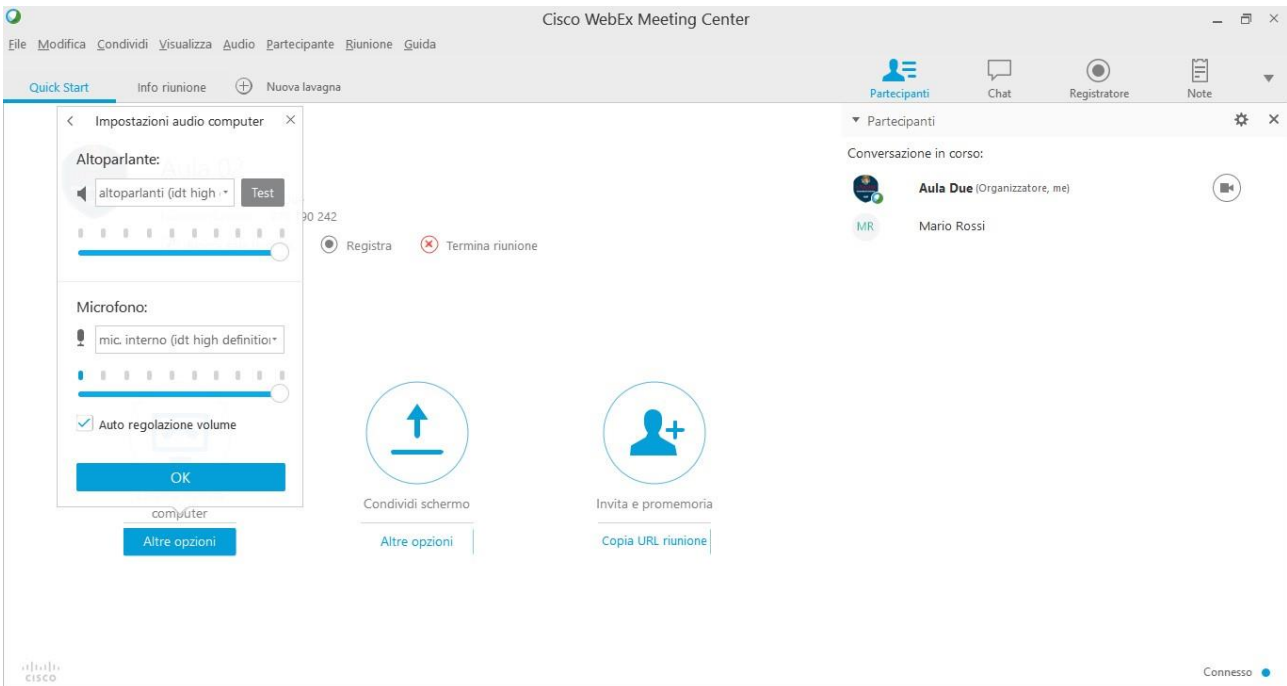 Cisco WebEx Meeting Center
File Modifica Condividi Visualizza Audio Partecipante Riunione Guida
Quick Start Info riunione Nuova lavagna
Partecipanti Chat Registratore Note
Impostazioni audio computer
Altoparlante:
altoparlanti (idt high
Test
90 242
Registra Termina riunione
Microfono:
mic. interno (idt high definition
Auto regolazione volume
OK
computer
Altre opzioni
Condividi schermo
Altre opzioni
Invita e promemoria
Copia URL riunione
Partecipanti
Conversazione in corso:
Aula Due (Organizzatore, me)
MR Mario Rossi
CISCO
Connesso